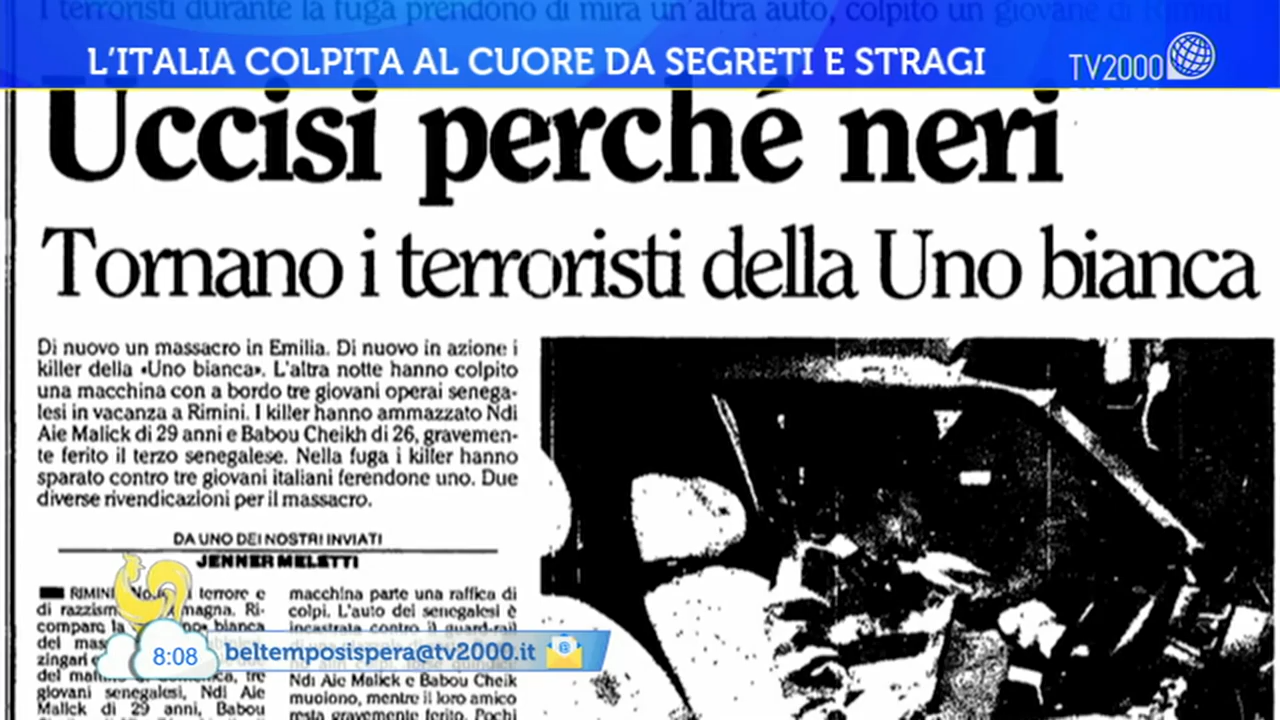 I terroristi durante la fuga prendono di mira un'altra auto, colpito un giovane di Rimini
L'ITALIA COLPITA AL CUORE DA SEGRETI E STRAGI
TV2000
Uccisi perché neri
Tornano i terroristi della Uno bianca
Di nuovo un massacro in Emilia. Di nuovo in azione i
killer della «Uno bianca». L'altra notte hanno colpito
una macchina con a bordo tre giovani operai senega-
lesi in vacanza a Rimini. I killer hanno ammazzato Ndi
Aie Malick di 29 anni e Babou Cheikh di 26, gravemen-
te ferito il terzo senegalese. Nella fuga i killer hanno
sparato contro tre giovani italiani ferendone uno. Due
diverse rivendicazioni per il massacro.
DA UNO DEI NOSTRI INVIATI
JENNER MELETTI
RIMINI terrore e
di razzism magna. Ri-
compare la bianca
del mas
zingari e
del tre
giovani senegalesi, Ndi Aie
Malick di 29 anni, Babou
macchina parte una raffica di
colpi. L'auto dei senegalesi è
incastrata contro il guard-rail
Ndi Aie Malick e Babou Cheik
muoiono, mentre il loro amico
resta gravemente ferito. Pochi
8:08
beltemposispera@tv2000.it